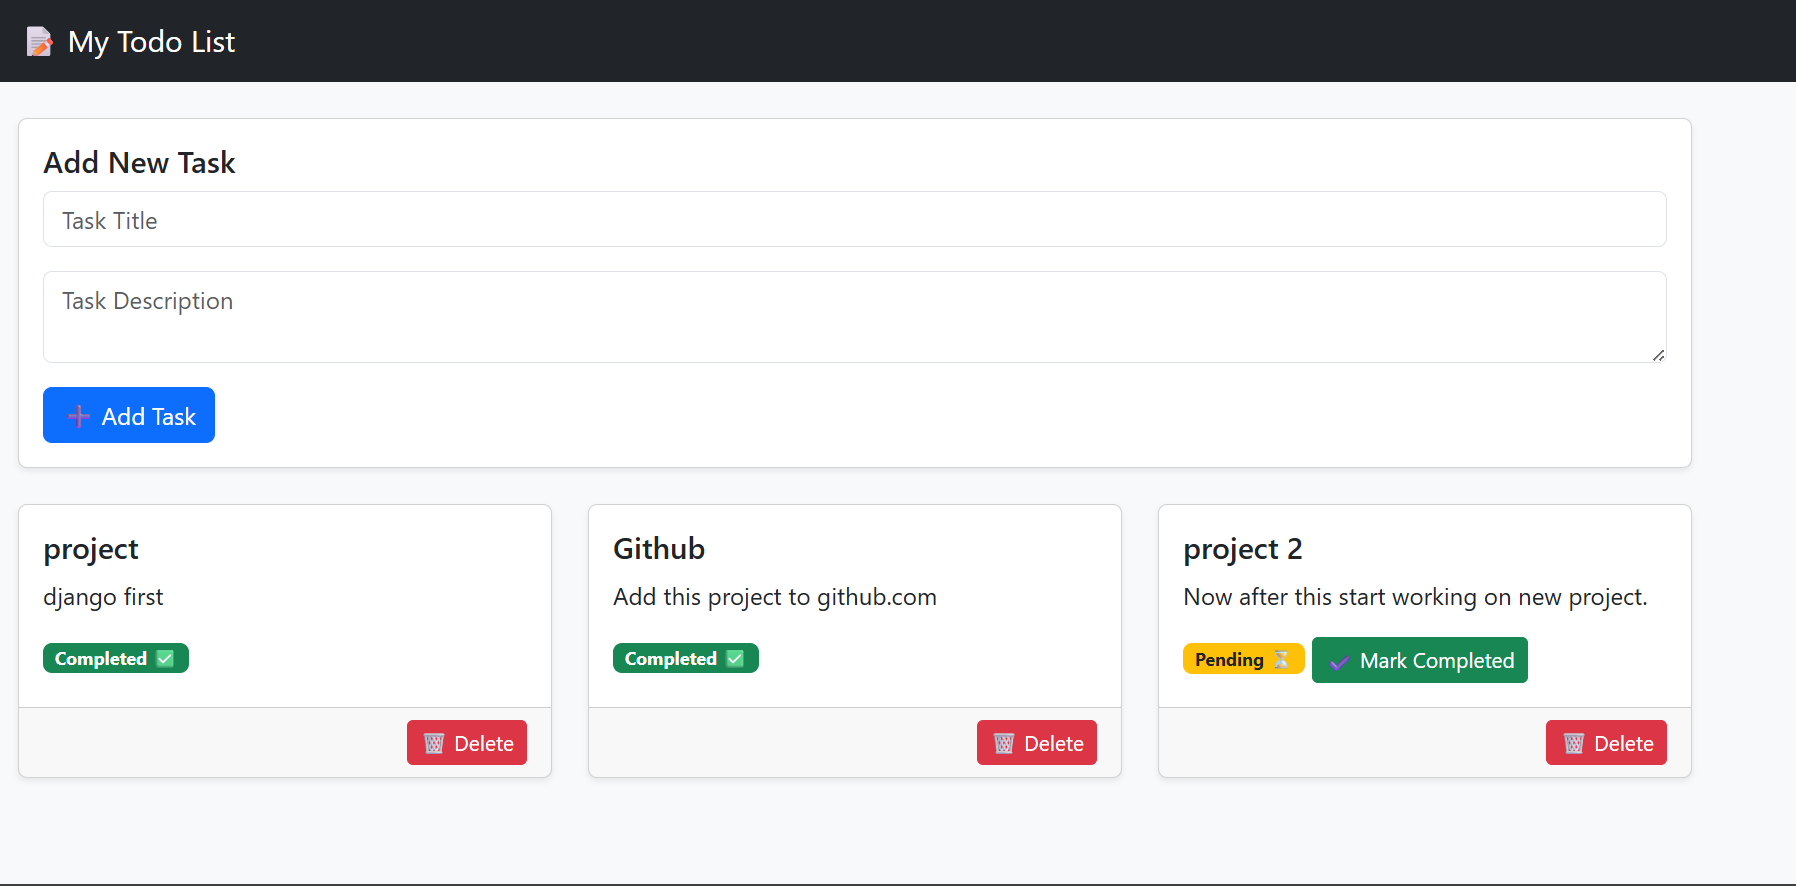 📝 My Todo List
Add New Task
Task Title
Task Description
➕ Add Task
project
django first
Completed ✅
🗑️ Delete
Github
Add this project to github.com
Completed ✅
🗑️ Delete
project 2
Now after this start working on new project.
Pending ⏳ ✔️ Mark Completed
🗑️ Delete